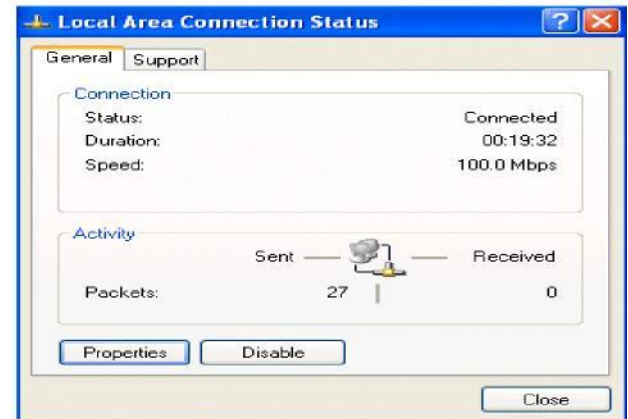 Local Area Connection Status
General Support
Connection
Status: Connected
Duration: 00:19:32
Speed: 100.0 Mbps
Activity
Sent Received
Packets: 27 0
Properties Disable
Close